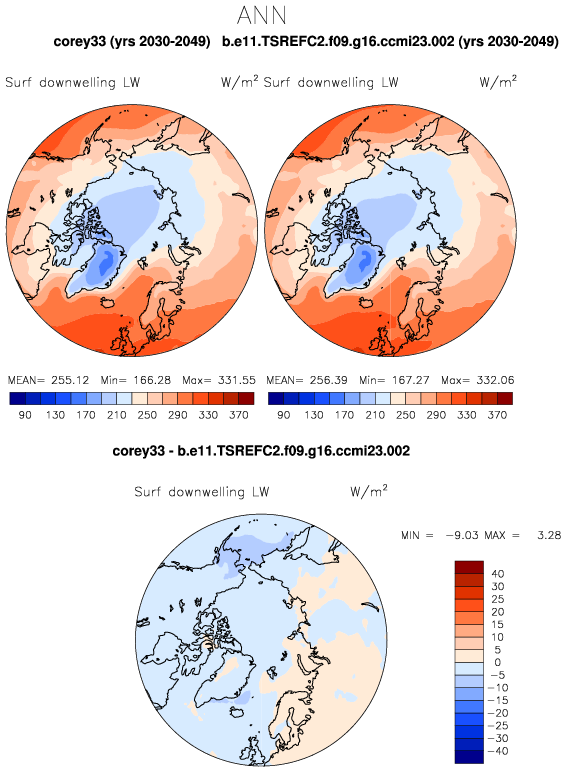 ANN
corey33 (yrs 2030-2049) b.e11.TSREFC2.f09.g16.ccmi23.002 (yrs 2030-2049)
Surf downwelling LW W/m² Surf downwelling LW W/m²
MEAN= 255.12 Min= 166.28 Max= 331.55 MEAN= 256.39 Min= 167.27 Max= 332.06
90 130 170 210 250 290 330 370 90 130 170 210 250 290 330 370
corey33 - b.e11.TSREFC2.f09.g16.ccmi23.002
Surf downwelling LW W/m²
MIN = -9.03 MAX = 3.28
40
30
25
20
15
10
5
0
-5
-10
-15
-20
-25
-30
-40